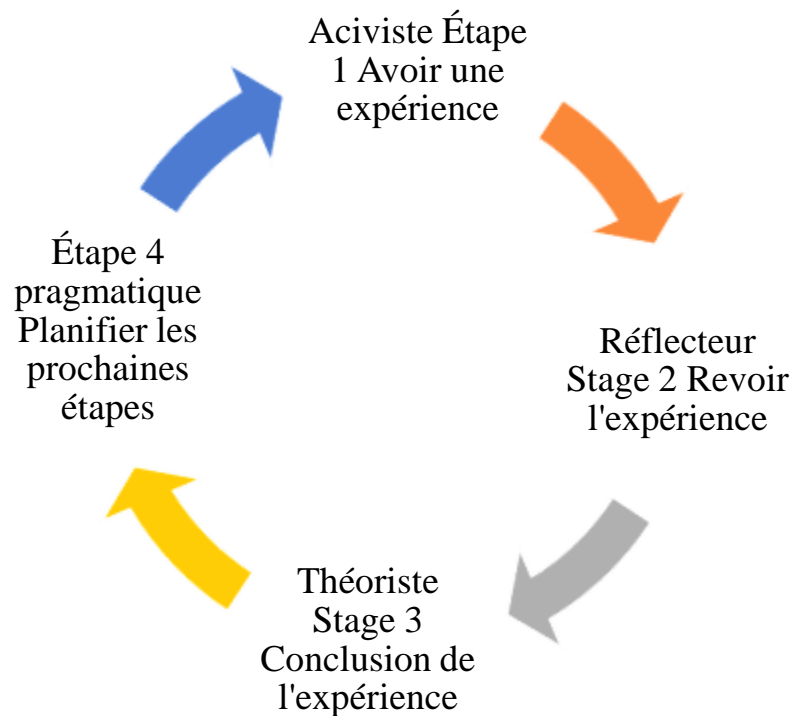 Aciviste Étape
1 Avoir une
expérience
Réflecteur
Stage 2 Revoir
l'expérience
Théoriste
Stage 3
Conclusion de
l'expérience
Étape 4
pragmatique
Planifier les
prochaines
étapes